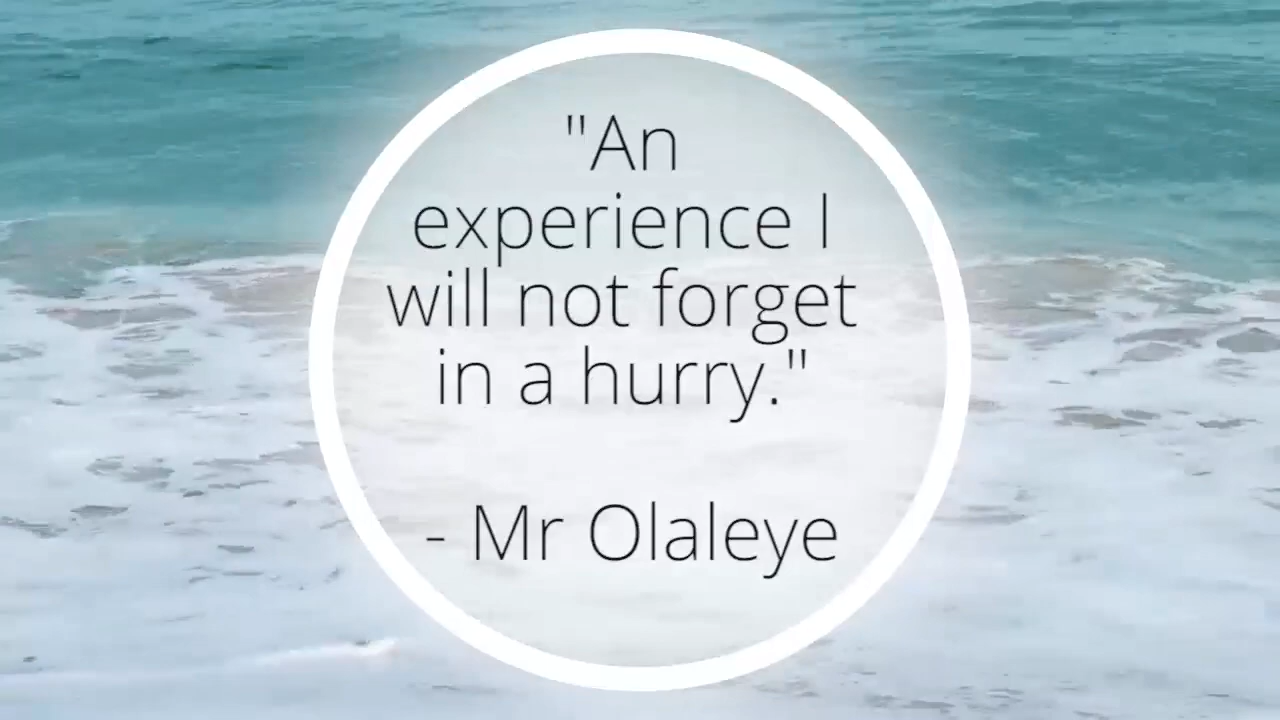 "An
experience I
will not forget
in a hurry."
- Mr Olaleye